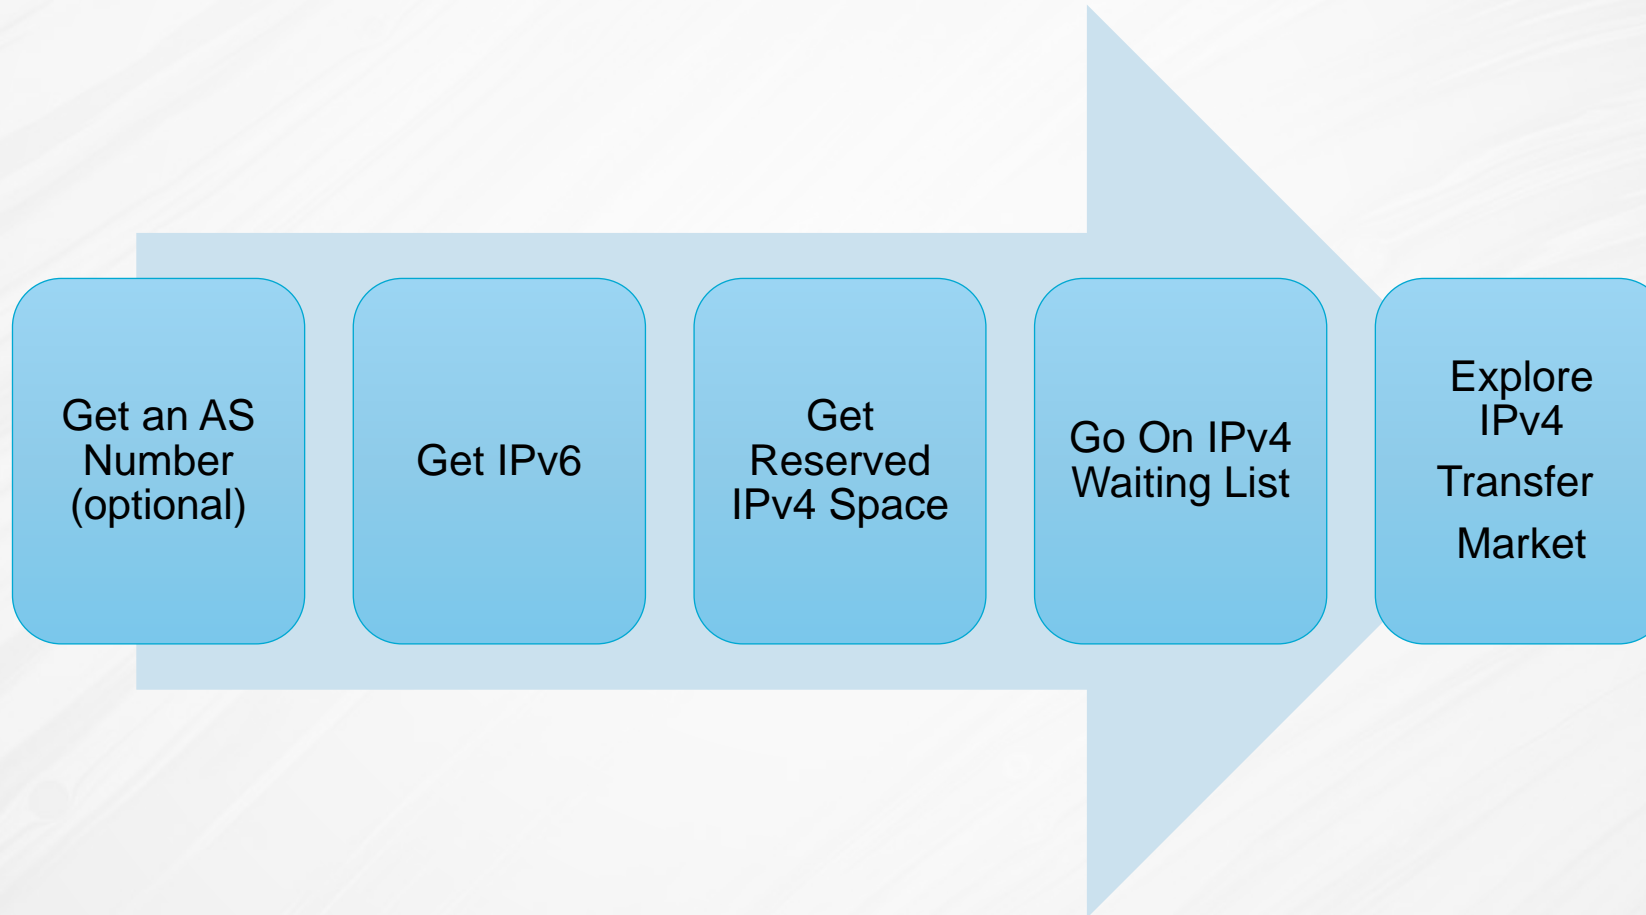 Get an AS
Number
(optional)
Get IPv6
Get
Reserved
IPv4 Space
Go On IPv4
Waiting List
Explore
IPv4
Transfer
Market